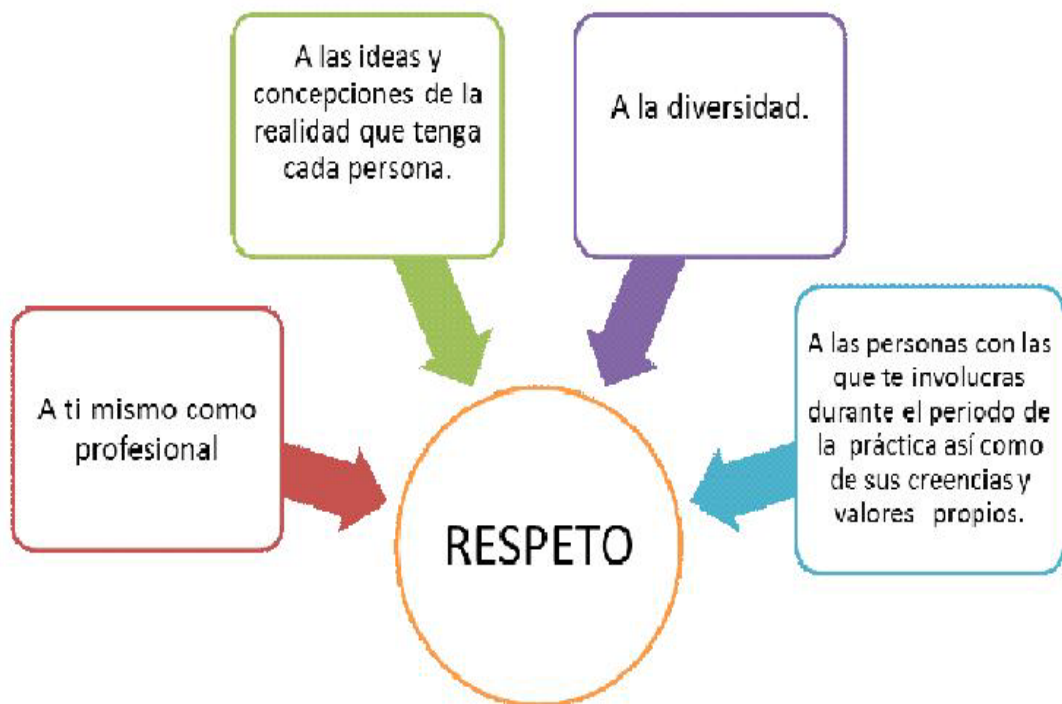 A las ideas y
concepciones de la
realidad que tenga
cada persona.
A la diversidad.
A ti mismo como
profesional
A las personas con las
que te involucras
durante el periodo de
la práctica así como
de sus creencias y
valores propios.
RESPETO